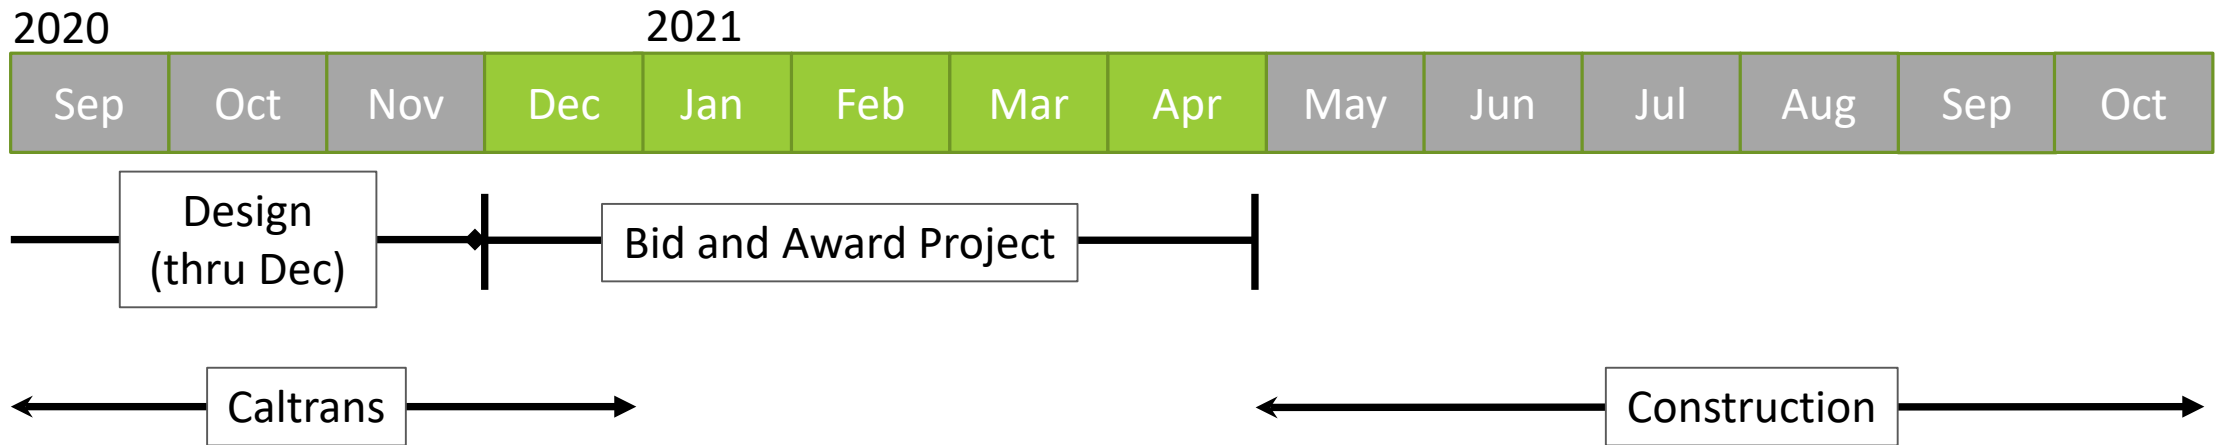 2020 2021
Sep Oct Nov Dec Jan Feb Mar Apr May Jun Jul Aug Sep Oct
Design
(thru Dec)
Bid and Award Project
Caltrans
Construction